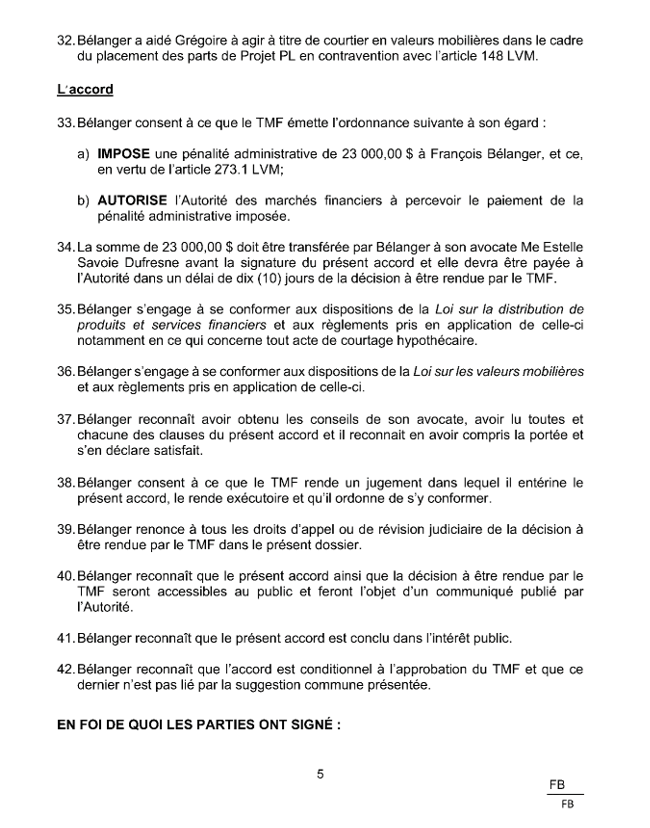 32. Bélanger a aidé Grégoire à agir à titre de courtier en valeurs mobilières dans le cadre
du placement des parts de Projet PL en contravention avec l'article 148 LVM.
L'accord
33. Bélanger consent à ce que le TMF émette l'ordonnance suivante à son égard :
a) IMPOSE une pénalité administrative de 23 000,00 $ à François Bélanger, et ce,
en vertu de l'article 273.1 LVM;
b) AUTORISE l'Autorité des marchés financiers à percevoir le paiement de la
pénalité administrative imposée.
34. La somme de 23 000,00 $ doit être transférée par Bélanger à son avocate Me Estelle
Savoie Dufresne avant la signature du présent accord et elle devra être payée à
l'Autorité dans un délai de dix (10) jours de la décision à être rendue par le TMF.
35. Bélanger s'engage à se conformer aux dispositions de la Loi sur la distribution de
produits et services financiers et aux règlements pris en application de celle-ci
notamment en ce qui concerne tout acte de courtage hypothécaire.
36. Bélanger s'engage à se conformer aux dispositions de la Loi sur les valeurs mobilières
et aux règlements pris en application de celle-ci.
37. Bélanger reconnaît avoir obtenu les conseils de son avocate, avoir lu toutes et
chacune des clauses du présent accord et il reconnait en avoir compris la portée et
s'en déclare satisfait.
38. Bélanger consent à ce que le TMF rende un jugement dans lequel il entérine le
présent accord, le rende exécutoire et qu'il ordonne de s'y conformer.
39. Bélanger renonce à tous les droits d'appel ou de révision judiciaire de la décision à
être rendue par le TMF dans le présent dossier.
40. Bélanger reconnaît que le présent accord ainsi que la décision à être rendue par le
TMF seront accessibles au public et feront l'objet d'un communiqué publié par
l'Autorité.
41. Bélanger reconnaît que le présent accord est conclu dans l'intérêt public.
42. Bélanger reconnaît que l'accord est conditionnel à l'approbation du TMF et que ce
dernier n'est pas lié par la suggestion commune présentée.
EN FOI DE QUOI LES PARTIES ONT SIGNÉ :
5
FB
FB